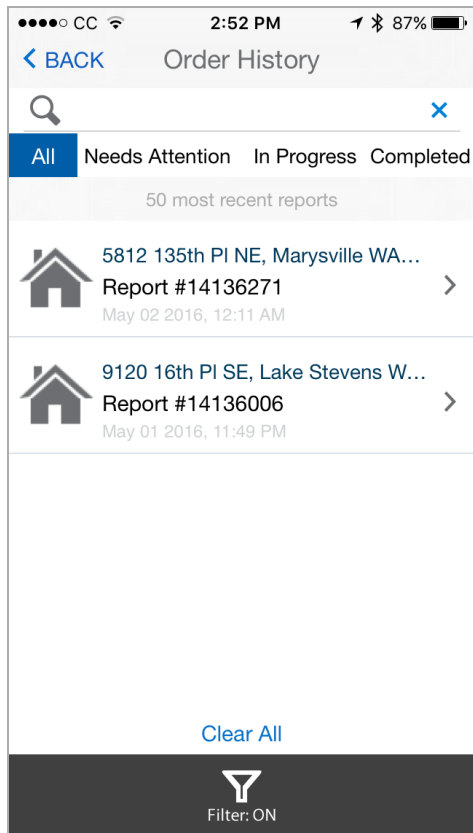 CC 2:52 PM 87%
BACK Order History
All Needs Attention In Progress Completed
50 most recent reports
5812 135th Pl NE, Marysville WA...
Report #14136271
May 02 2016, 12:11 AM
9120 16th Pl SE, Lake Stevens W...
Report #14136006
May 01 2016, 11:49 PM
Clear All
Filter: ON